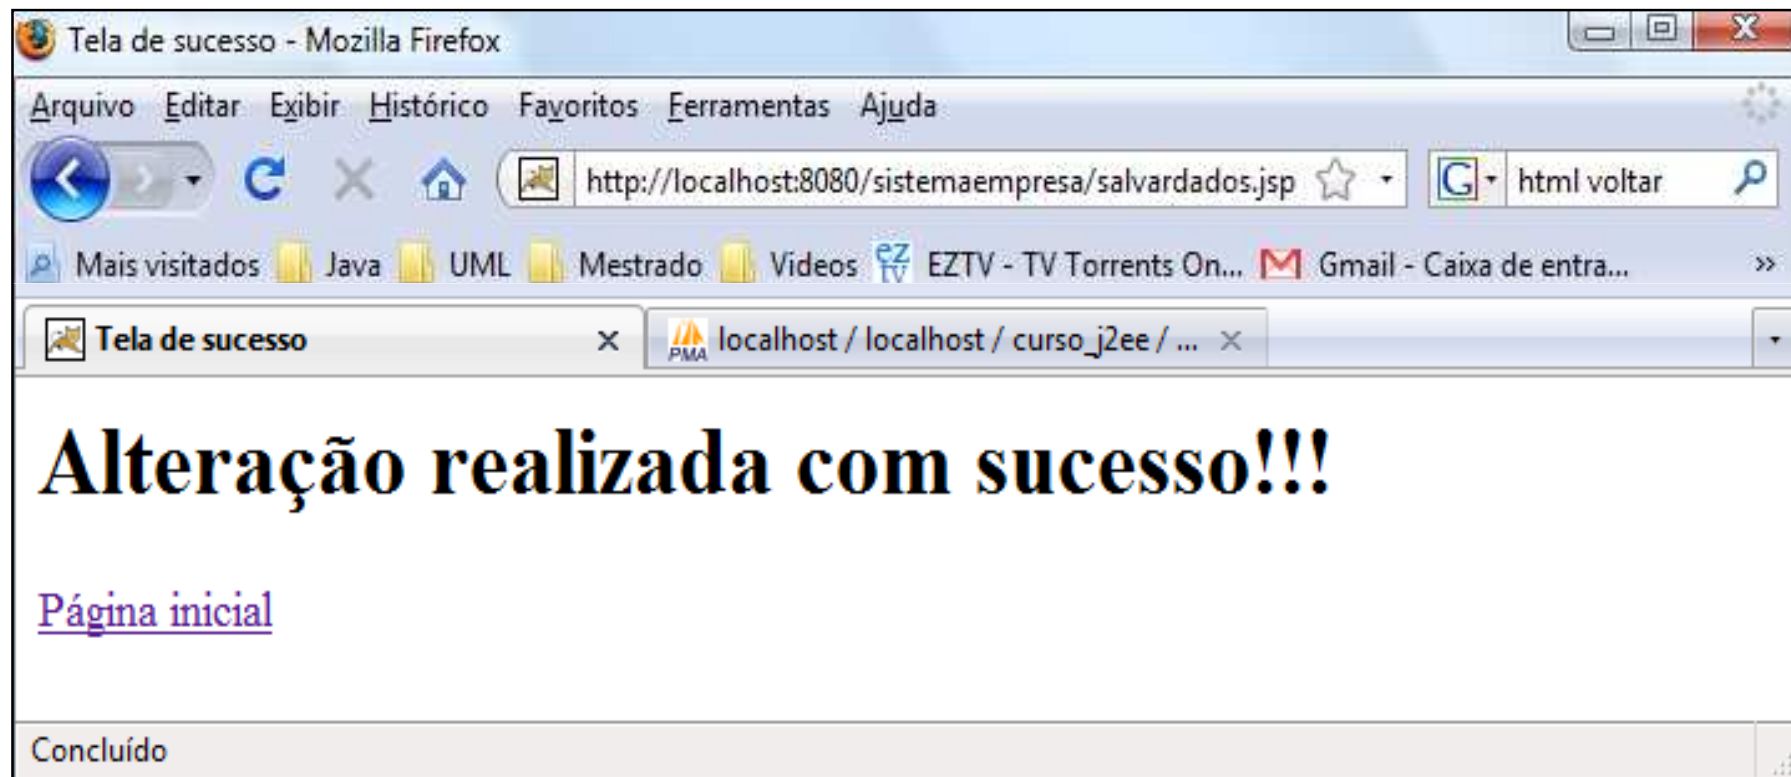 Tela de sucesso - Mozilla Firefox
Arquivo Editar Exibir Histórico Favoritos Ferramentas Ajuda
http://localhost:8080/sistemaempresa/salvardados.jsp G html voltar
Mais visitados Java UML Mestrado Videos ez tv EZTV - TV Torrents On... Gmail - Caixa de entra... »
Tela de sucesso PMA localhost / localhost / curso_j2ee / ...
Alteração realizada com sucesso!!!
Página inicial
Concluído